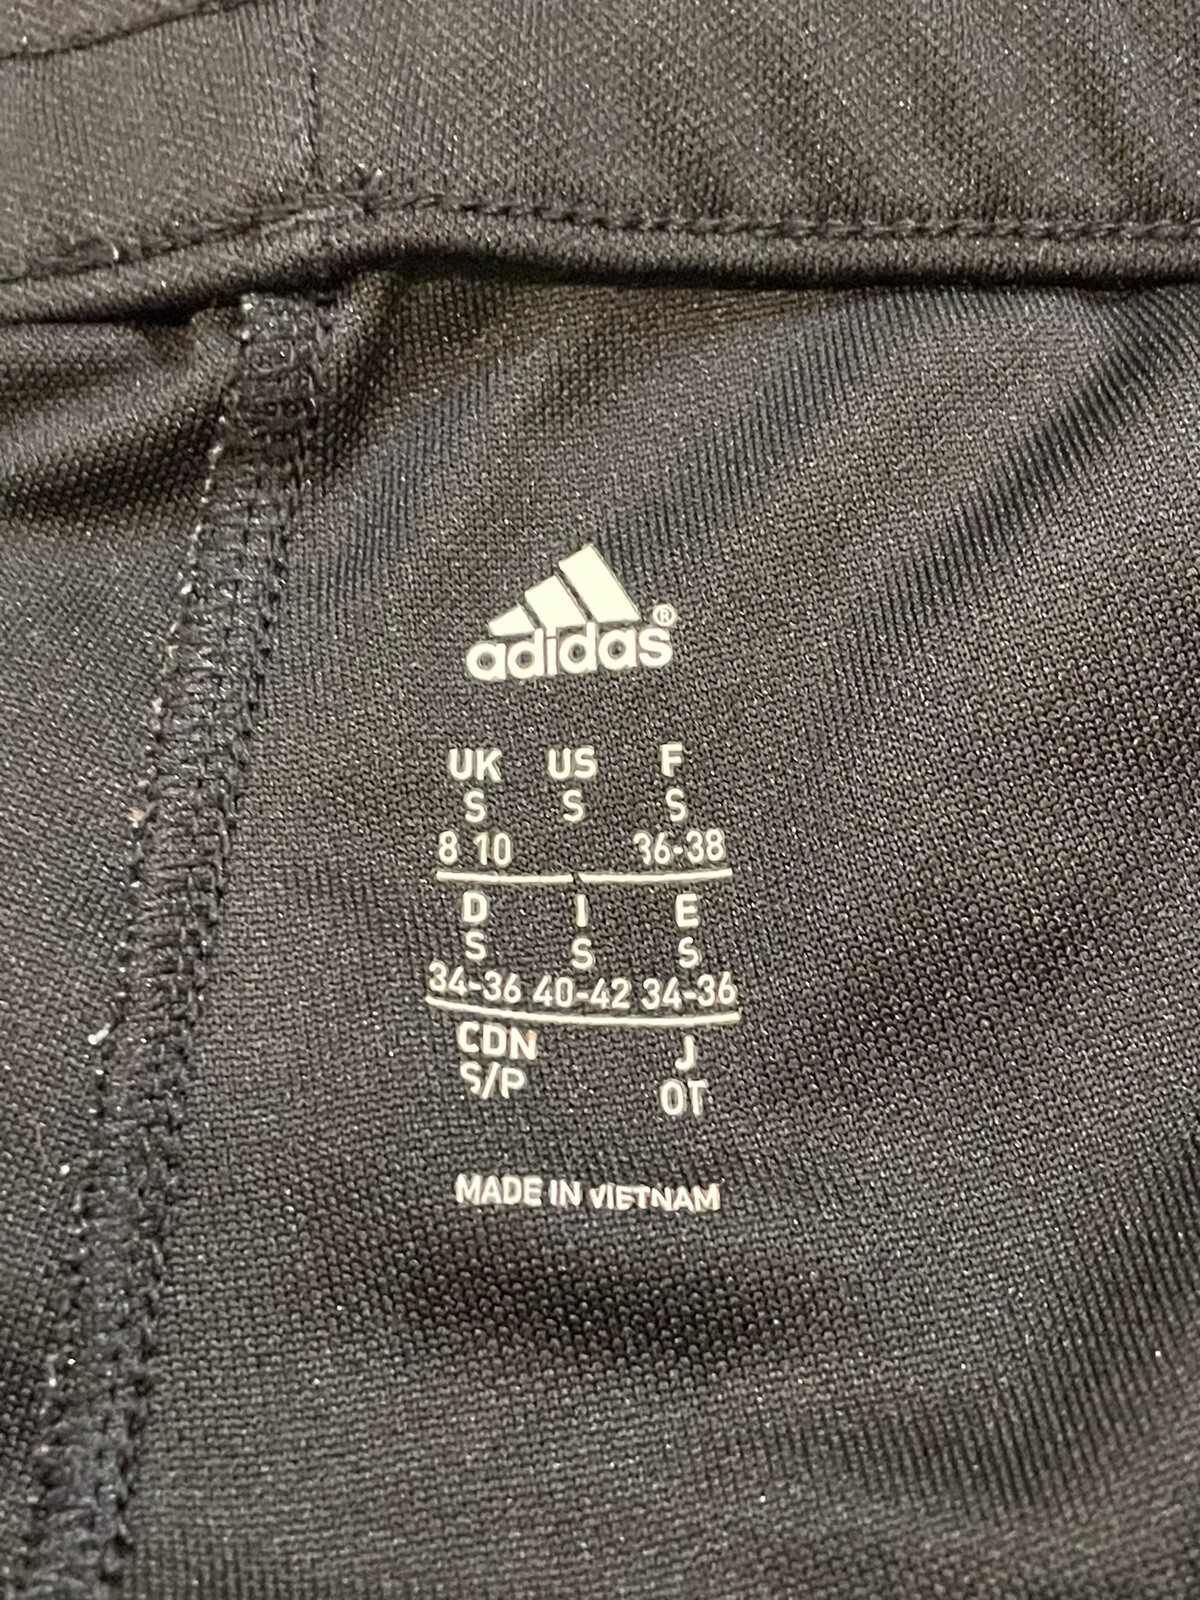 adidas®
UK US F
S S S
8 10 36-38
D I E
S S S
34-36 40-42 34-36
CDN J
S/P OT
MADE IN VIETNAM